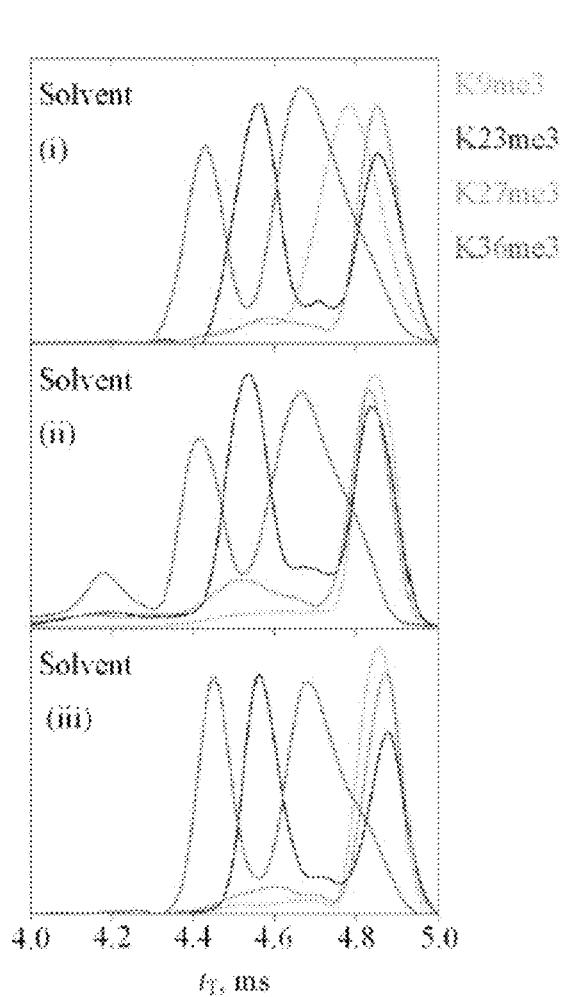 Solvent
(i)
K9me3
K23me3
K27me3
K36me3
Solvent
(ii)
Solvent
(iii)
4.0 4.2 4.4 4.6 4.8 5.0
t_T, ms